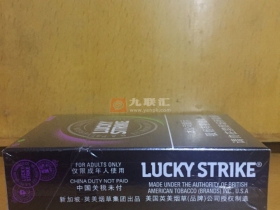 九联汇
FOR ADULTS ONLY
仅限成年人使用
CHINA DUTY NOT PAID
中国关税未付
LUCKY STRIKE
MADE UNDER THE AUTHORITY OF BRITISH
AMERICAN TOBACCO (BRANDS) INC., U.S.A
新加坡·英美烟草集团出品
美国英美烟草(品牌)公司授权制造